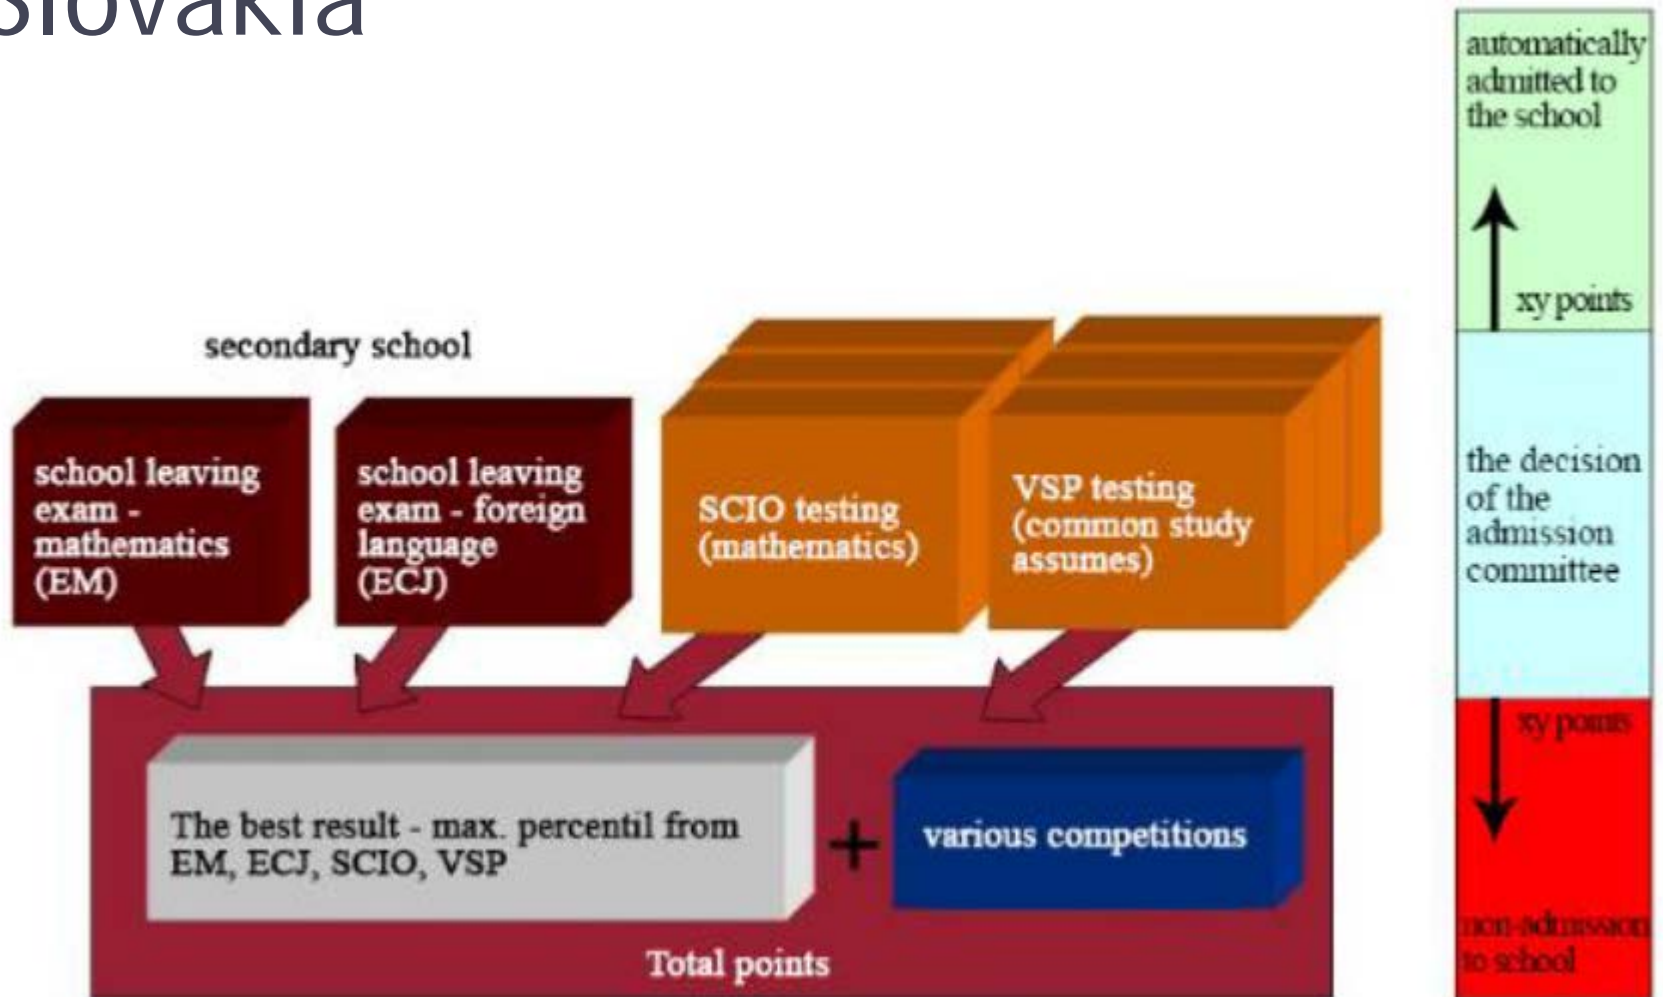 Slovakia
secondary school
school leaving
exam -
mathematics
(EM)
school leaving
exam - foreign
language
(ECJ)
SCIO testing
(mathematics)
VSP testing
(common study
assumes)
The best result - max. percentil from
EM, ECJ, SCIO, VSP
+
various competitions
Total points
automatically
admitted to
the school
xy points
the decision
of the
admission
committee
xy points
non-admission
to school